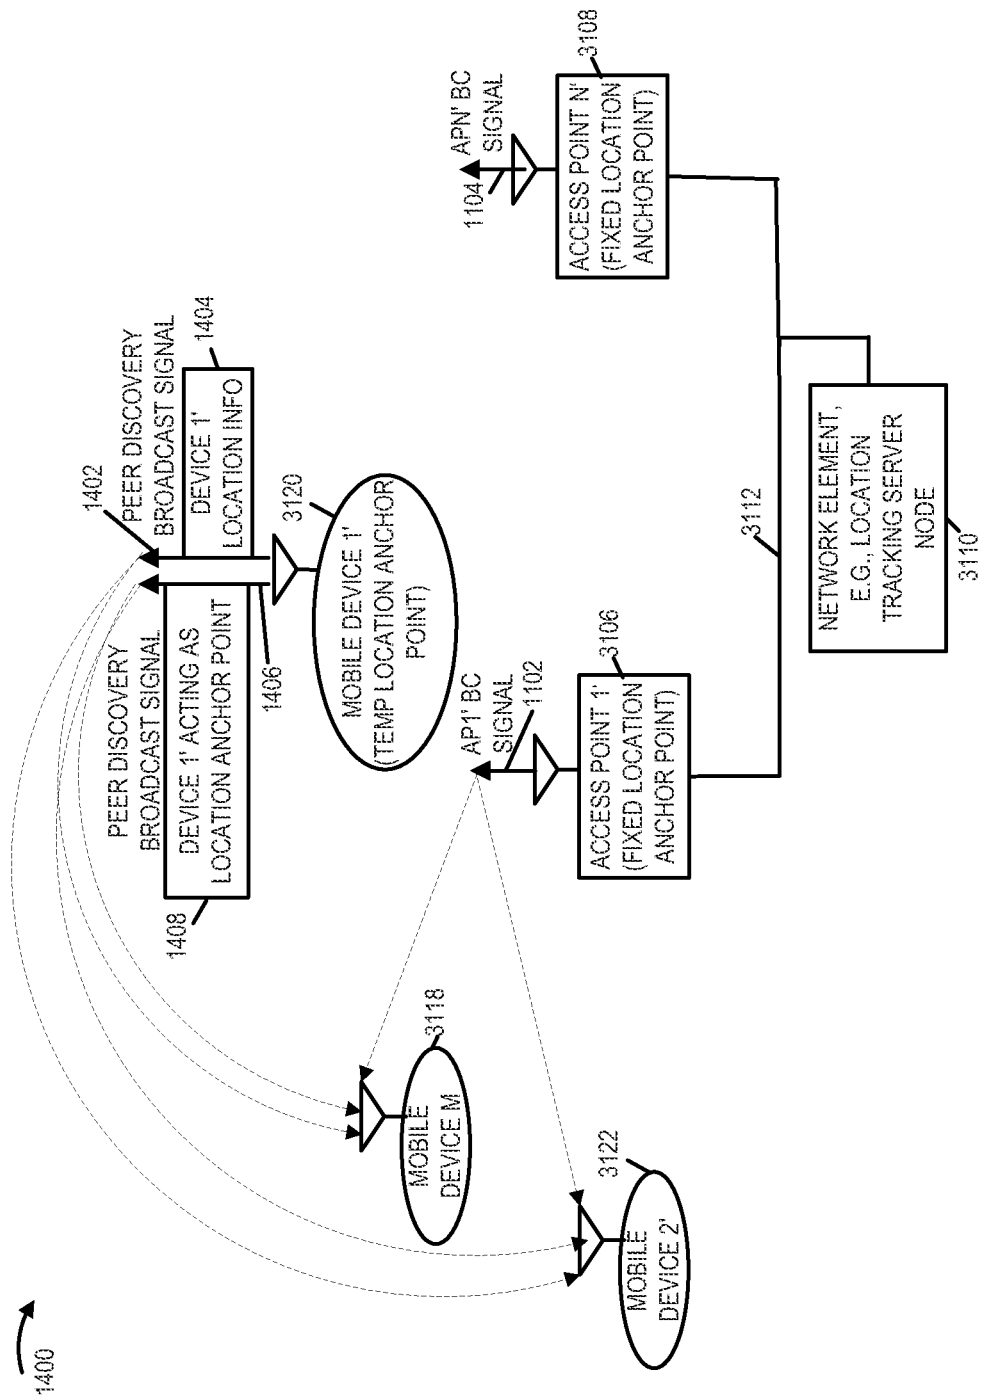 1400
PEER DISCOVERY
BROADCAST SIGNAL
1408
DEVICE 1' ACTING AS
LOCATION ANCHOR POINT
1406
1402
PEER DISCOVERY
BROADCAST SIGNAL
DEVICE 1'
LOCATION INFO
1404
3120
MOBILE DEVICE 1'
(TEMP LOCATION ANCHOR
POINT)
MOBILE
DEVICE M
3118
MOBILE
DEVICE 2'
3122
AP1' BC
SIGNAL
1102
ACCESS POINT 1'
(FIXED LOCATION
ANCHOR POINT)
3106
APN' BC
SIGNAL
1104
ACCESS POINT N'
(FIXED LOCATION
ANCHOR POINT)
3108
3112
NETWORK ELEMENT,
E.G., LOCATION
TRACKING SERVER
NODE
3110